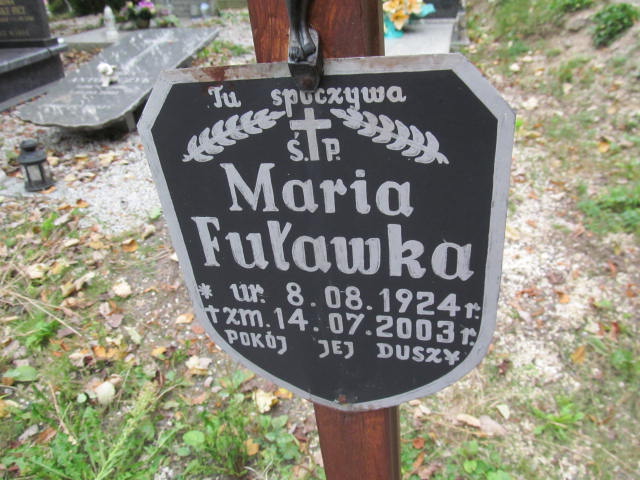 Tu spoczywa
Ś.P.
Maria
Fuławka
* ur. 8.08.1924 r.
† zm. 14.07.2003 r.
POKÓJ JEJ DUSZY